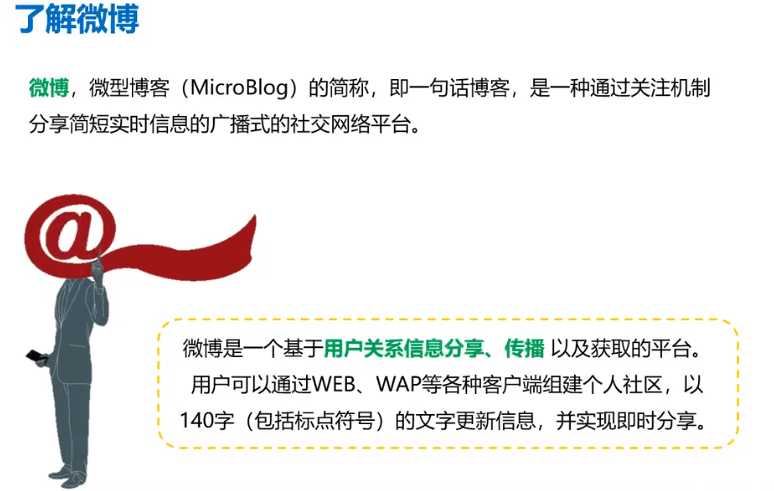 了解微博
微博，微型博客（MicroBlog）的简称，即一句话博客，是一种通过关注机制
分享简短实时信息的广播式的社交网络平台。
@
微博是一个基于用户关系信息分享、传播 以及获取的平台。
用户可以通过WEB、WAP等各种客户端组建个人社区，以
140字（包括标点符号）的文字更新信息，并实现即时分享。